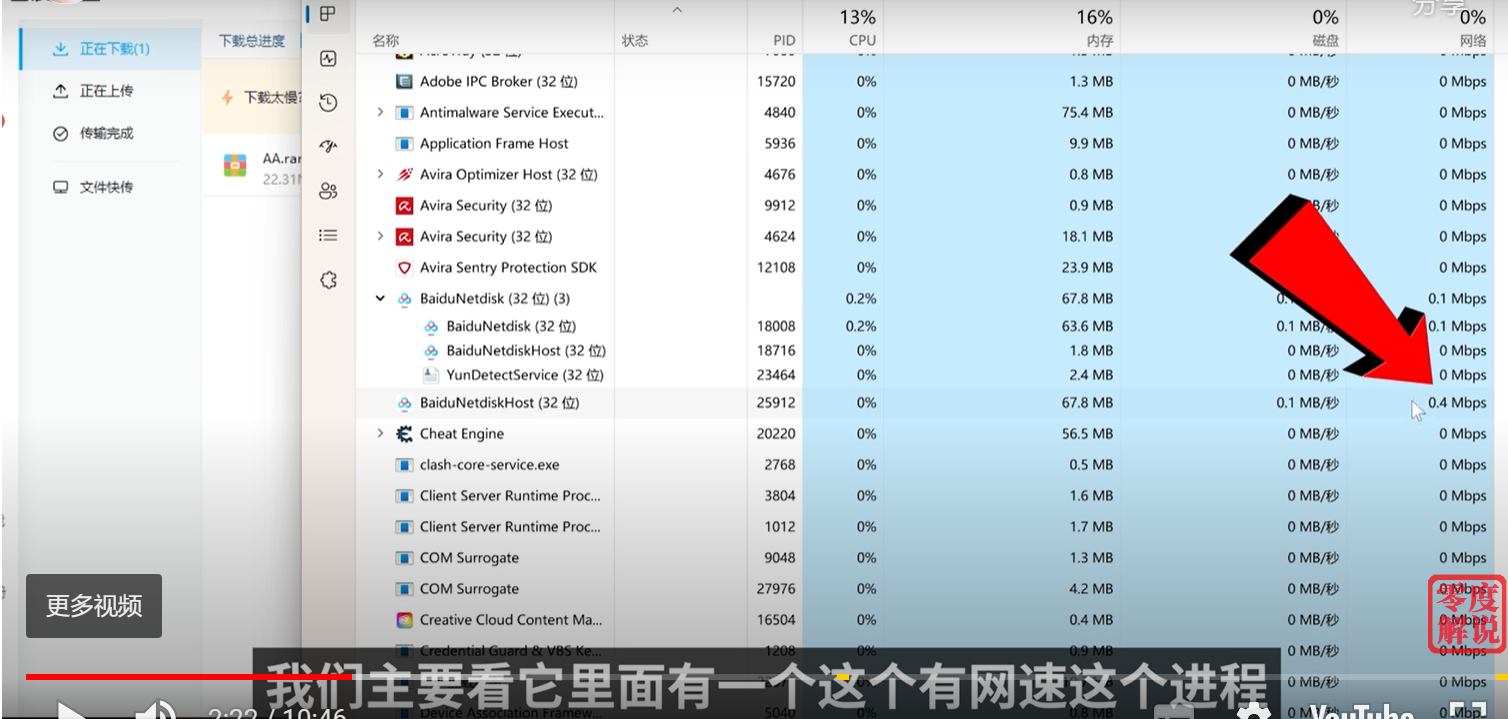 13% 16% 0% 0%
名称 状态 PID CPU 内存 磁盘 网络
分享
正在下载(1)
正在上传
传输完成
文件快传
下载总进度
下载太慢?
AA.rar
22.31M
Adobe IPC Broker (32 位) 15720 0% 1.3 MB 0 MB/秒 0 Mbps
Antimalware Service Execut... 4840 0% 75.4 MB 0 MB/秒 0 Mbps
Application Frame Host 5936 0% 9.9 MB 0 MB/秒 0 Mbps
Avira Optimizer Host (32 位) 4676 0% 0.8 MB 0 MB/秒 0 Mbps
Avira Security (32 位) 9912 0% 0.9 MB B/秒 0 Mbps
Avira Security (32 位) 4624 0% 18.1 MB 0 Mbps
Avira Sentry Protection SDK 12108 0% 23.9 MB 0 Mbps
BaiduNetdisk (32 位) (3) 0.2% 67.8 MB 0.1 Mbps
BaiduNetdisk (32 位) 18008 0.2% 63.6 MB 0.1 MB/秒 0.1 Mbps
BaiduNetdiskHost (32 位) 18716 0% 1.8 MB 0 MB/秒 0 Mbps
YunDetectService (32 位) 23464 0% 2.4 MB 0 MB/秒 0 Mbps
BaiduNetdiskHost (32 位) 25912 0% 67.8 MB 0.1 MB/秒 0.4 Mbps
Cheat Engine 20220 0% 56.5 MB 0 MB/秒 0 Mbps
clash-core-service.exe 2768 0% 0.5 MB 0 MB/秒 0 Mbps
Client Server Runtime Proc... 3804 0% 1.6 MB 0 MB/秒 0 Mbps
Client Server Runtime Proc... 1012 0% 1.7 MB 0 MB/秒 0 Mbps
COM Surrogate 9048 0% 1.3 MB 0 MB/秒 0 Mbps
COM Surrogate 27976 0% 4.2 MB 0 MB/秒 0 Mbps
Creative Cloud Content Ma... 16504 0% 0.4 MB 0 MB/秒 0 Mbps
Credential Guard & VBS Ke... 1208 0% 0.9 MB 0 MB/秒 0 Mbps
0 MB/秒 0 Mbps
Device Association Framew... 5040 0% 0.8 MB 0 MB/秒 0 Mbps
更多视频
零度
解说
我们主要看它里面有一个这个有网速这个进程
2:22 / 10:46
YouTube